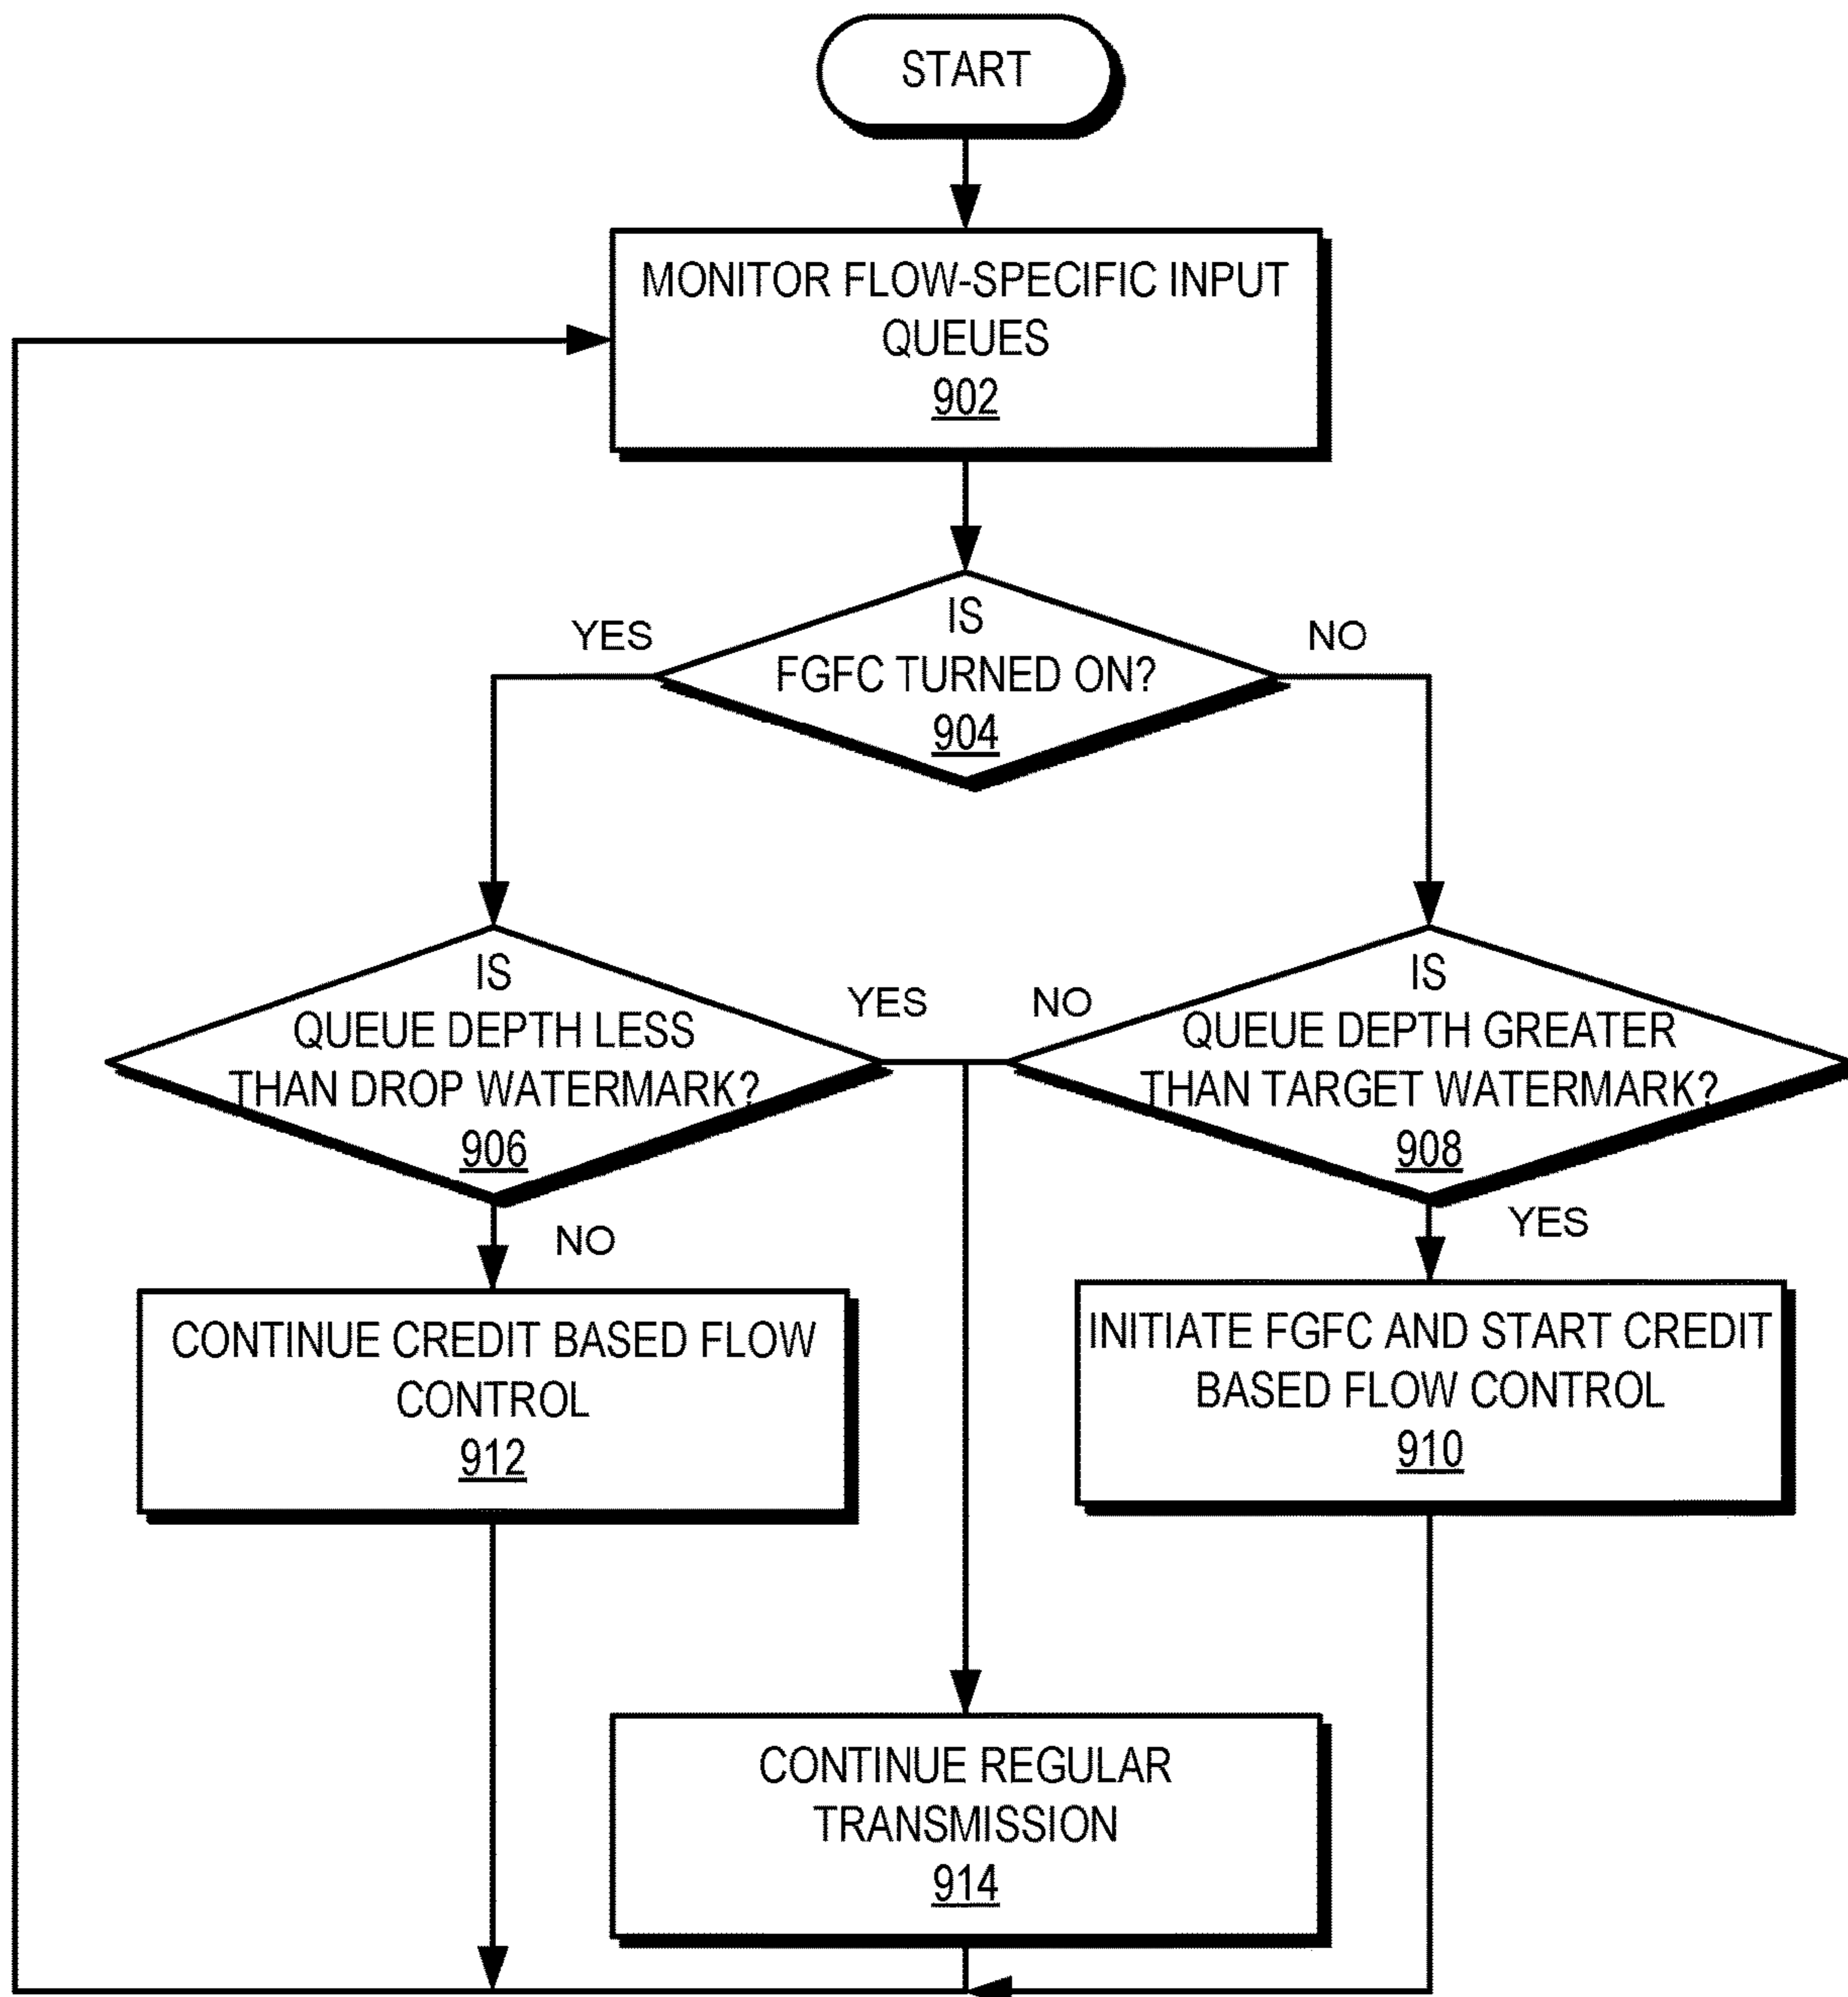 START
MONITOR FLOW-SPECIFIC INPUT
QUEUES
902
IS
FGFC TURNED ON?
904
YES
NO
IS
QUEUE DEPTH LESS
THAN DROP WATERMARK?
906
YES
NO
IS
QUEUE DEPTH GREATER
THAN TARGET WATERMARK?
908
NO
YES
CONTINUE CREDIT BASED FLOW
CONTROL
912
INITIATE FGFC AND START CREDIT
BASED FLOW CONTROL
910
CONTINUE REGULAR
TRANSMISSION
914